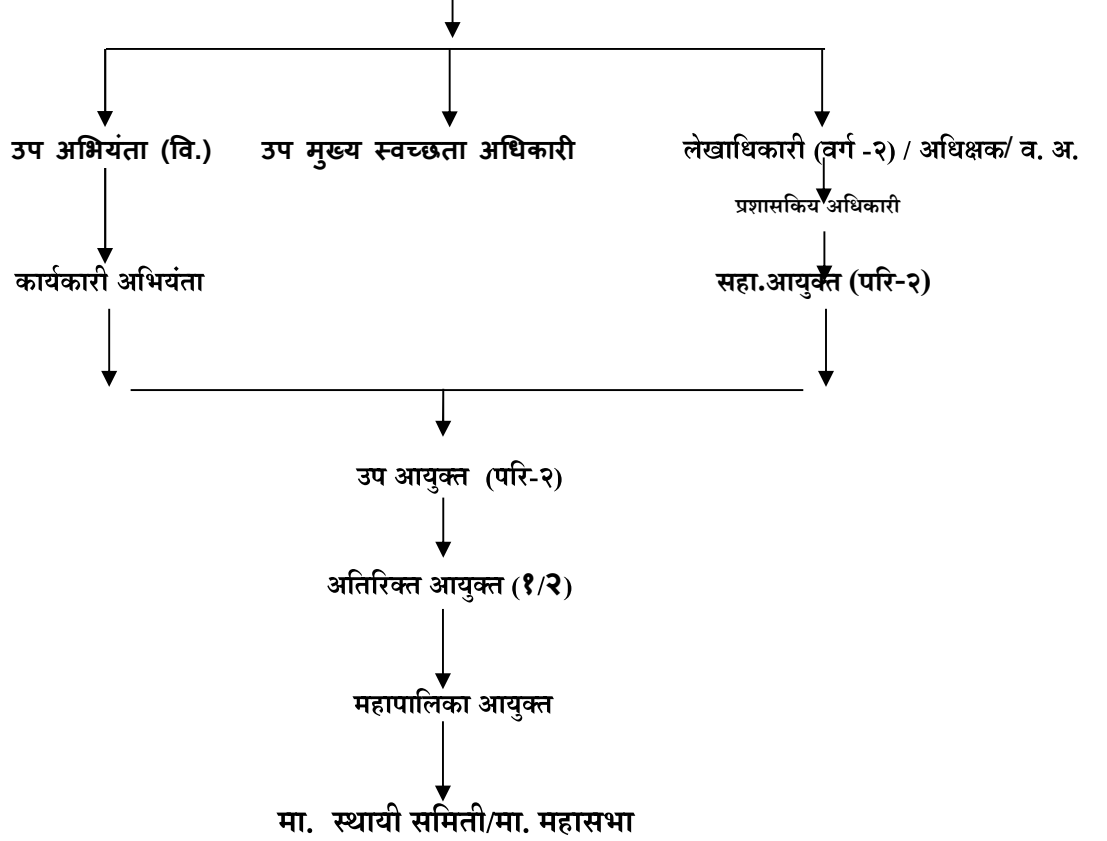 उप अभियंता (वि.) उप मुख्य स्वच्छता अधिकारी लेखाधिकारी (वर्ग -२) / अधिक्षक/ व. अ.
प्रशासकिय अधिकारी
कार्यकारी अभियंता सहा.आयुक्त (परि-२)
उप आयुक्त (परि-२)
अतिरिक्त आयुक्त (१/२)
महापालिका आयुक्त
मा. स्थायी समिती/मा. महासभा